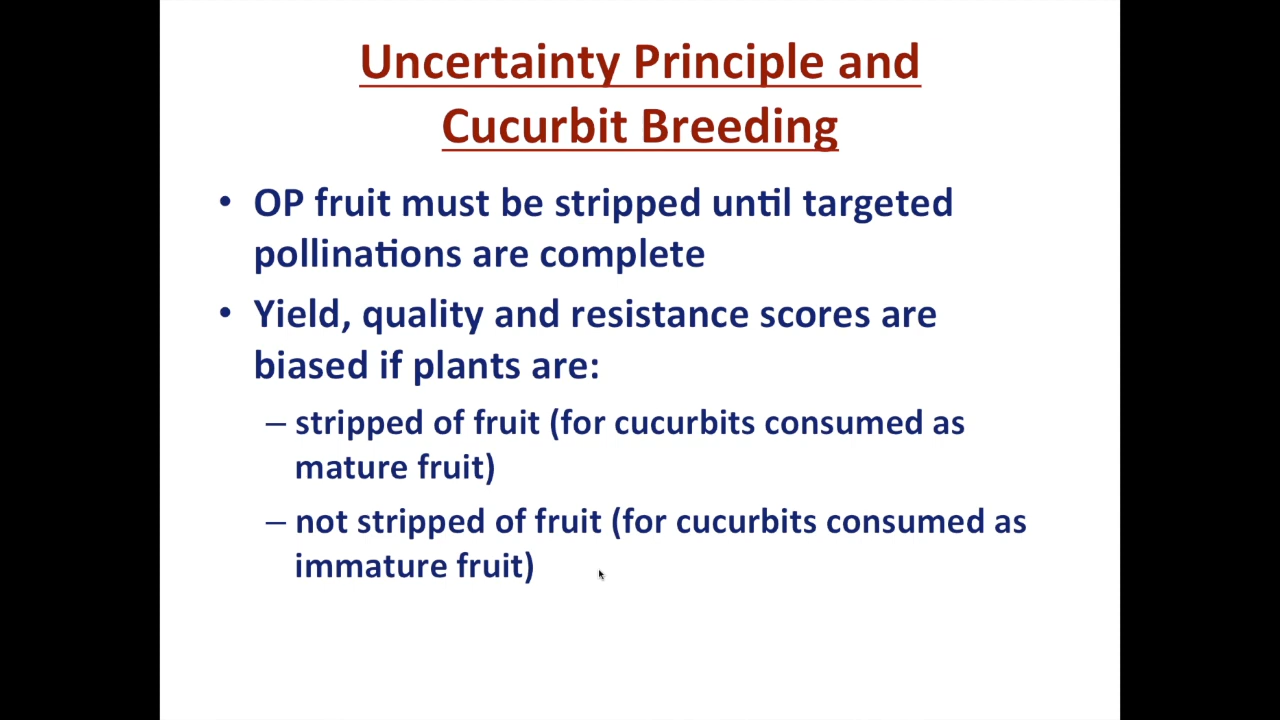 Uncertainty Principle and
Cucurbit Breeding
• OP fruit must be stripped until targeted
pollinations are complete
• Yield, quality and resistance scores are
biased if plants are:
– stripped of fruit (for cucurbits consumed as
mature fruit)
– not stripped of fruit (for cucurbits consumed as
immature fruit)